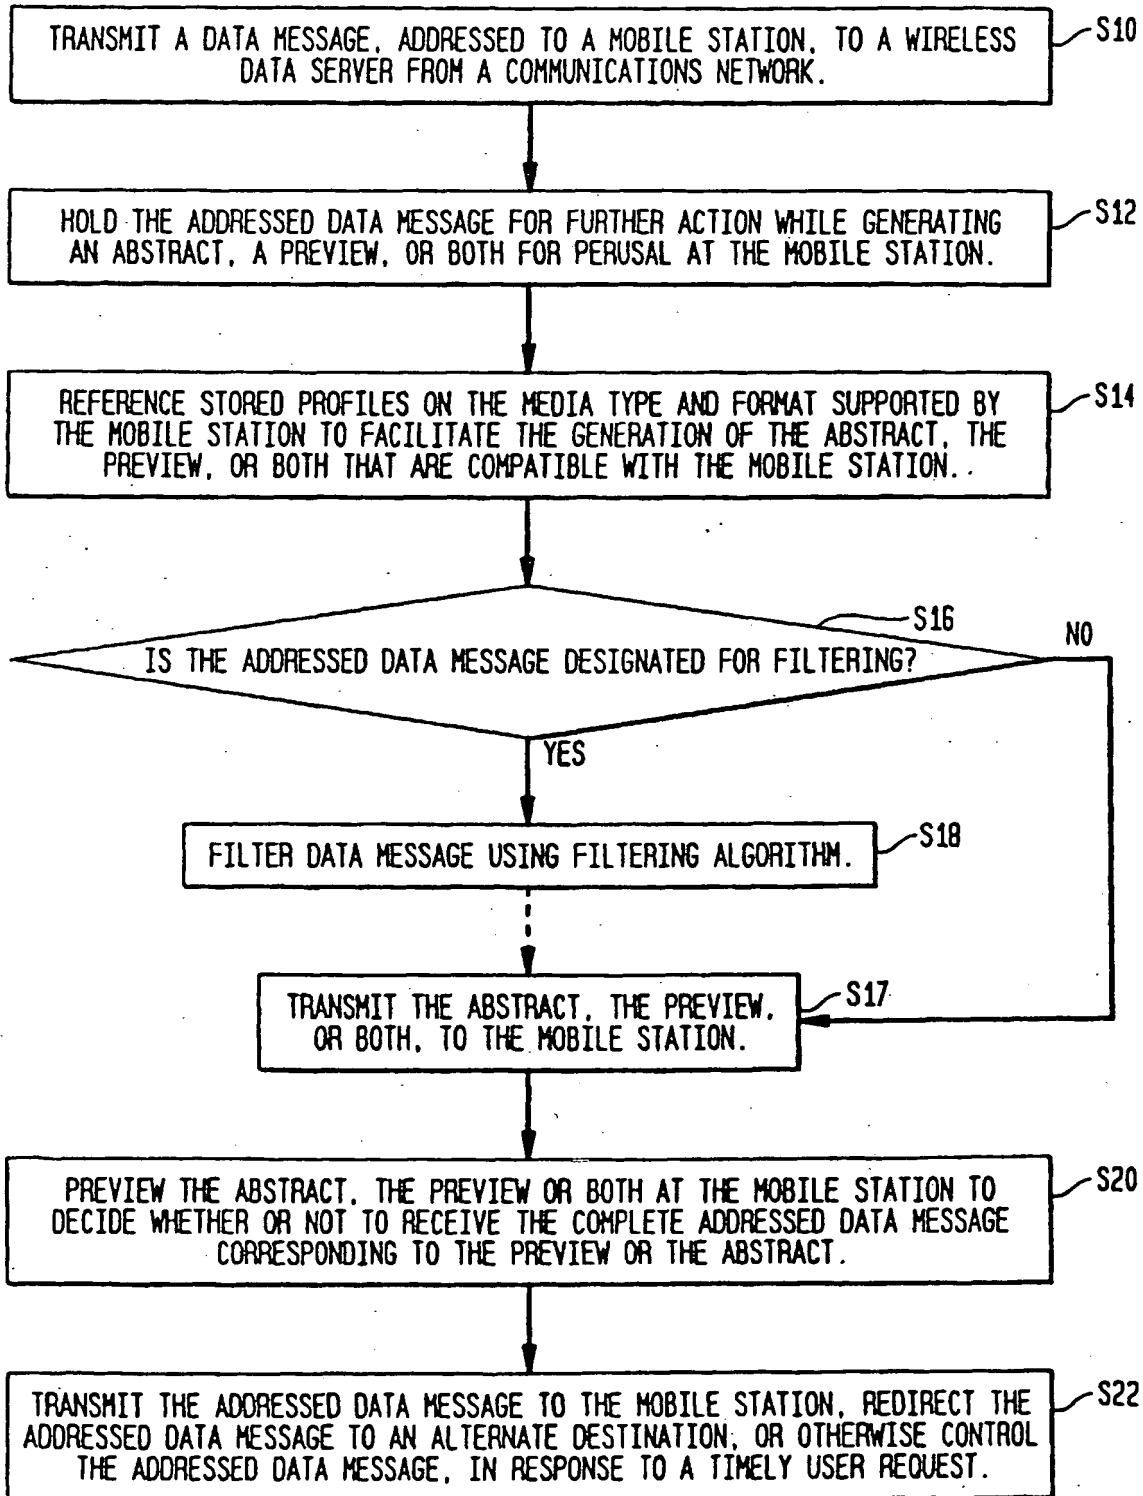 TRANSMIT A DATA MESSAGE, ADDRESSED TO A MOBILE STATION, TO A WIRELESS
DATA SERVER FROM A COMMUNICATIONS NETWORK.
S10
HOLD THE ADDRESSED DATA MESSAGE FOR FURTHER ACTION WHILE GENERATING
AN ABSTRACT, A PREVIEW, OR BOTH FOR PERUSAL AT THE MOBILE STATION.
S12
REFERENCE STORED PROFILES ON THE MEDIA TYPE AND FORMAT SUPPORTED BY
THE MOBILE STATION TO FACILITATE THE GENERATION OF THE ABSTRACT, THE
PREVIEW, OR BOTH THAT ARE COMPATIBLE WITH THE MOBILE STATION.
S14
S16
NO
IS THE ADDRESSED DATA MESSAGE DESIGNATED FOR FILTERING?
YES
FILTER DATA MESSAGE USING FILTERING ALGORITHM.
S18
TRANSMIT THE ABSTRACT, THE PREVIEW,
OR BOTH, TO THE MOBILE STATION.
S17
PREVIEW THE ABSTRACT, THE PREVIEW OR BOTH AT THE MOBILE STATION TO
DECIDE WHETHER OR NOT TO RECEIVE THE COMPLETE ADDRESSED DATA MESSAGE
CORRESPONDING TO THE PREVIEW OR THE ABSTRACT.
S20
TRANSMIT THE ADDRESSED DATA MESSAGE TO THE MOBILE STATION, REDIRECT THE
ADDRESSED DATA MESSAGE TO AN ALTERNATE DESTINATION, OR OTHERWISE CONTROL
THE ADDRESSED DATA MESSAGE, IN RESPONSE TO A TIMELY USER REQUEST.
S22